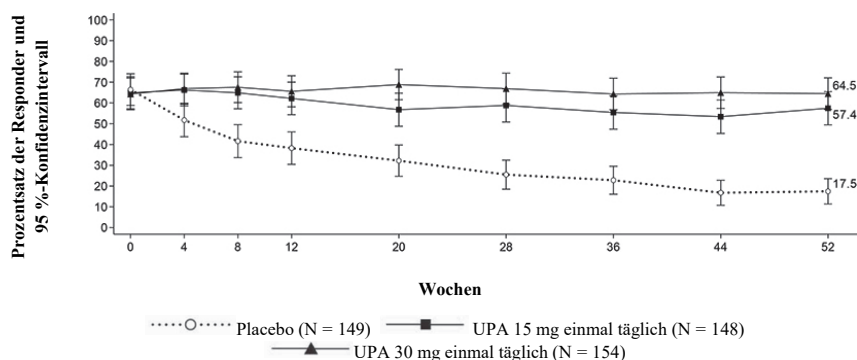 Prozentsatz der Responder und
95 %-Konfidenzintervall
100
90
80
70
60
50
40
30
20
10
0
64.5
57.4
17.5
0 4 8 12 20 28 36 44 52
Wochen
Placebo (N = 149) UPA 15 mg einmal täglich (N = 148)
UPA 30 mg einmal täglich (N = 154)